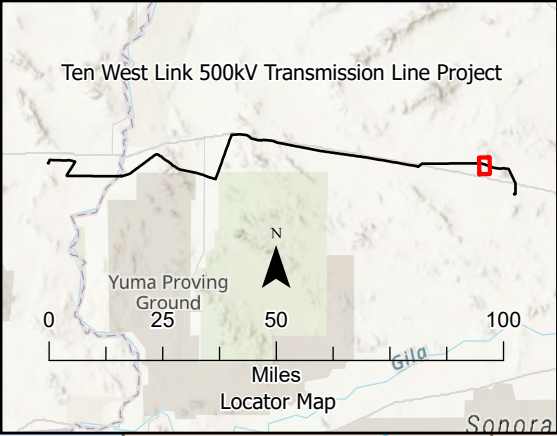 Ten West Link 500kV Transmission Line Project
N
Yuma Proving
Ground
0 25 50 100
Miles
Gila
Locator Map
Sonora